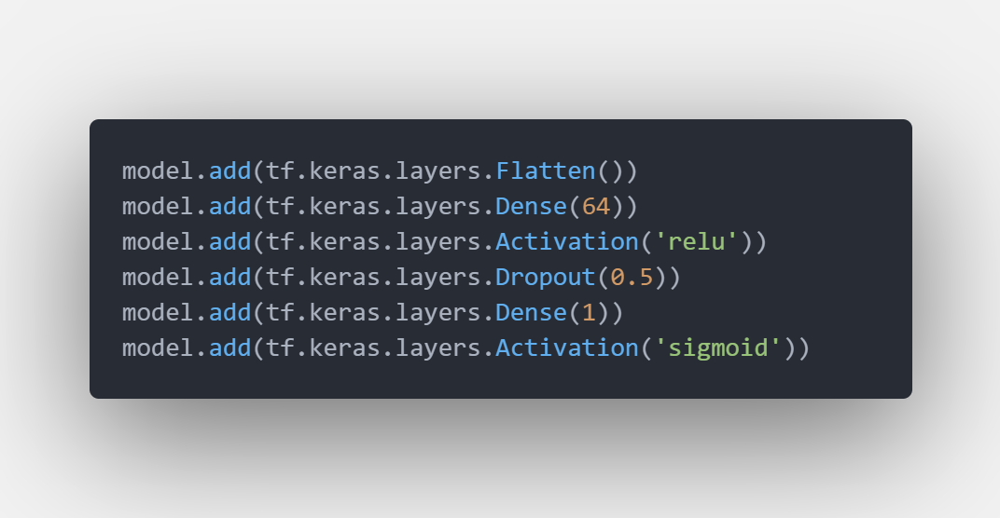 model.add(tf.keras.layers.Flatten())
model.add(tf.keras.layers.Dense(64))
model.add(tf.keras.layers.Activation('relu'))
model.add(tf.keras.layers.Dropout(0.5))
model.add(tf.keras.layers.Dense(1))
model.add(tf.keras.layers.Activation('sigmoid'))